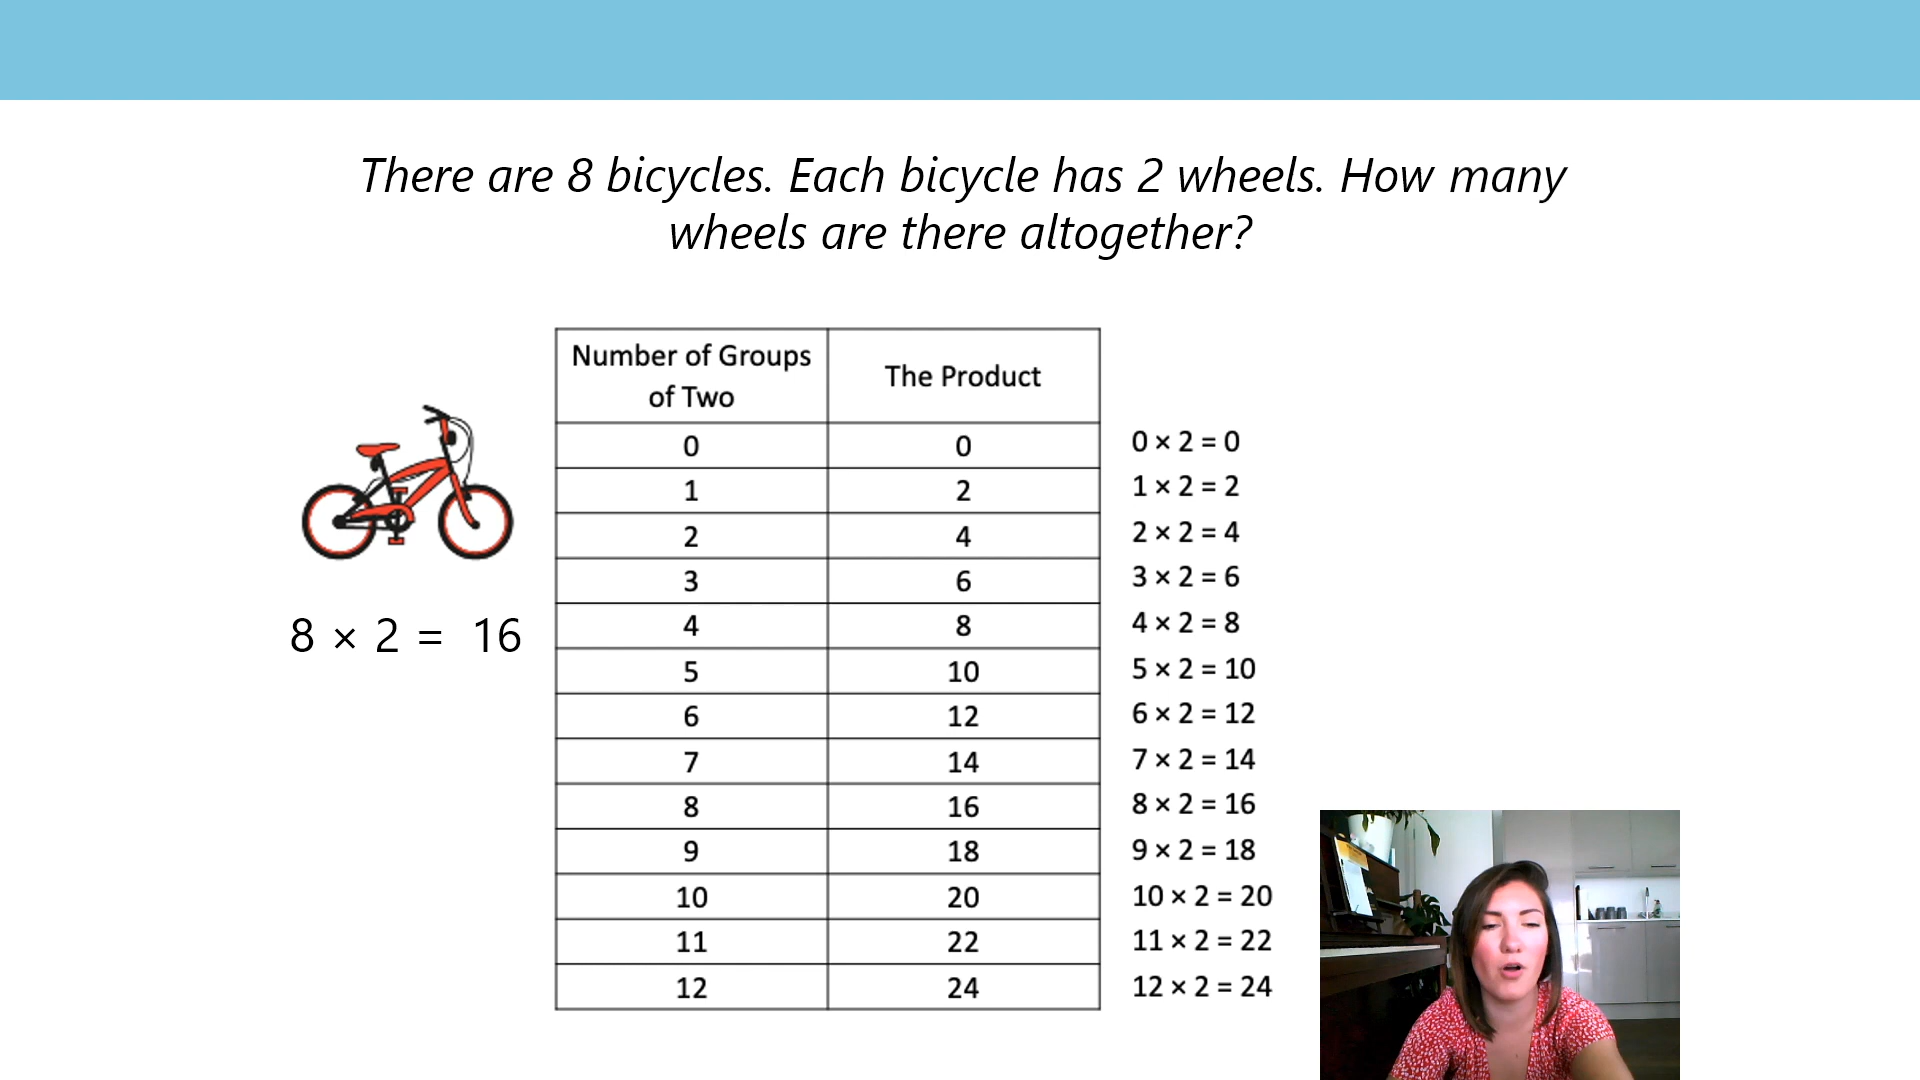 There are 8 bicycles. Each bicycle has 2 wheels. How many
wheels are there altogether?
8 × 2 = 16
Number of Groups
of Two
The Product
0 0 0 × 2 = 0
1 2 1 × 2 = 2
2 4 2 × 2 = 4
3 6 3 × 2 = 6
4 8 4 × 2 = 8
5 10 5 × 2 = 10
6 12 6 × 2 = 12
7 14 7 × 2 = 14
8 16 8 × 2 = 16
9 18 9 × 2 = 18
10 20 10 × 2 = 20
11 22 11 × 2 = 22
12 24 12 × 2 = 24